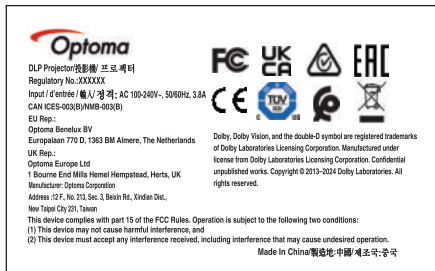 Optoma
DLP Projector/投影機/ 프로젝터
Regulatory No.:XXXXXX
Input / d'entrée / 輸入/ 정격: AC 100-240V~, 50/60Hz, 3.8A
CAN ICES-003(B)/NMB-003(B)
EU Rep.:
Optoma Benelux BV
Europalaan 770 D, 1363 BM Almere, The Netherlands
UK Rep.:
Optoma Europe Ltd
1 Bourne End Mills Hemel Hempstead, Herts, UK
Manufacturer: Optoma Corporation
Address :12 F., No. 213, Sec. 3, Beixin Rd., Xindian Dist.,
New Taipei City 231, Taiwan
FC UK CA EAC
CE TÜV SÜD
Dolby, Dolby Vision, and the double-D symbol are registered trademarks
of Dolby Laboratories Licensing Corporation. Manufactured under
license from Dolby Laboratories Licensing Corporation. Confidential
unpublished works. Copyright © 2013–2024 Dolby Laboratories. All
rights reserved.
This device complies with part 15 of the FCC Rules. Operation is subject to the following two conditions:
(1) This device may not cause harmful interference, and
(2) This device must accept any interference received, including interference that may cause undesired operation.
Made In China/製造地:中國/제조국:중국